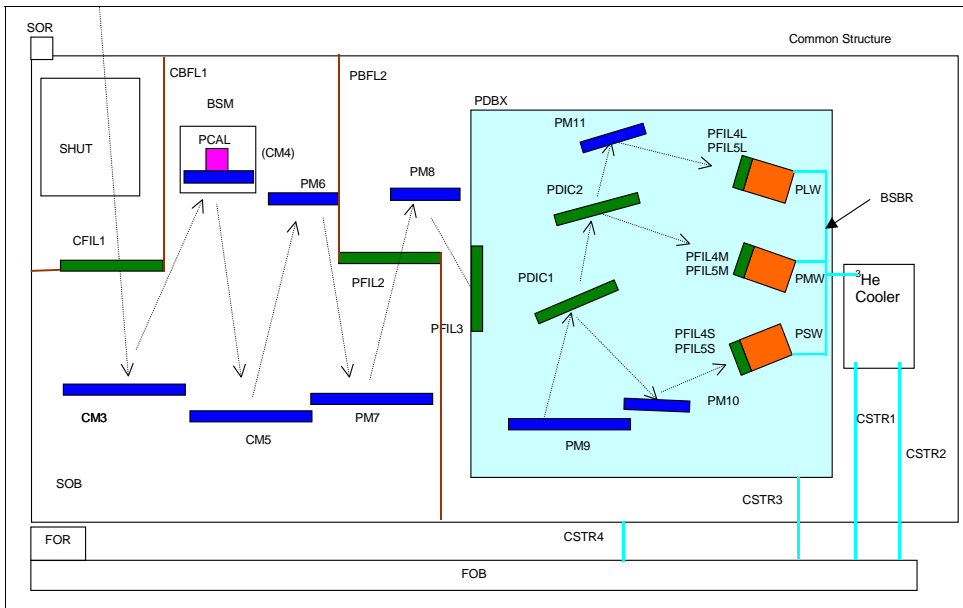 SOR
Common Structure
CBFL1
PBFL2
BSM
PDBX
SHUT
PCAL
(CM4)
PM6
PM8
PM11
PFIL4L
PFIL5L
PDIC2
PLW
BSBR
CFIL1
PFIL2
PFIL3
PDIC1
PFIL4M
PFIL5M
PMW
3He
Cooler
PFIL4S
PFIL5S
PSW
CM3
CM5
PM7
PM9
PM10
CSTR1
CSTR2
SOB
CSTR3
CSTR4
FOR
FOB